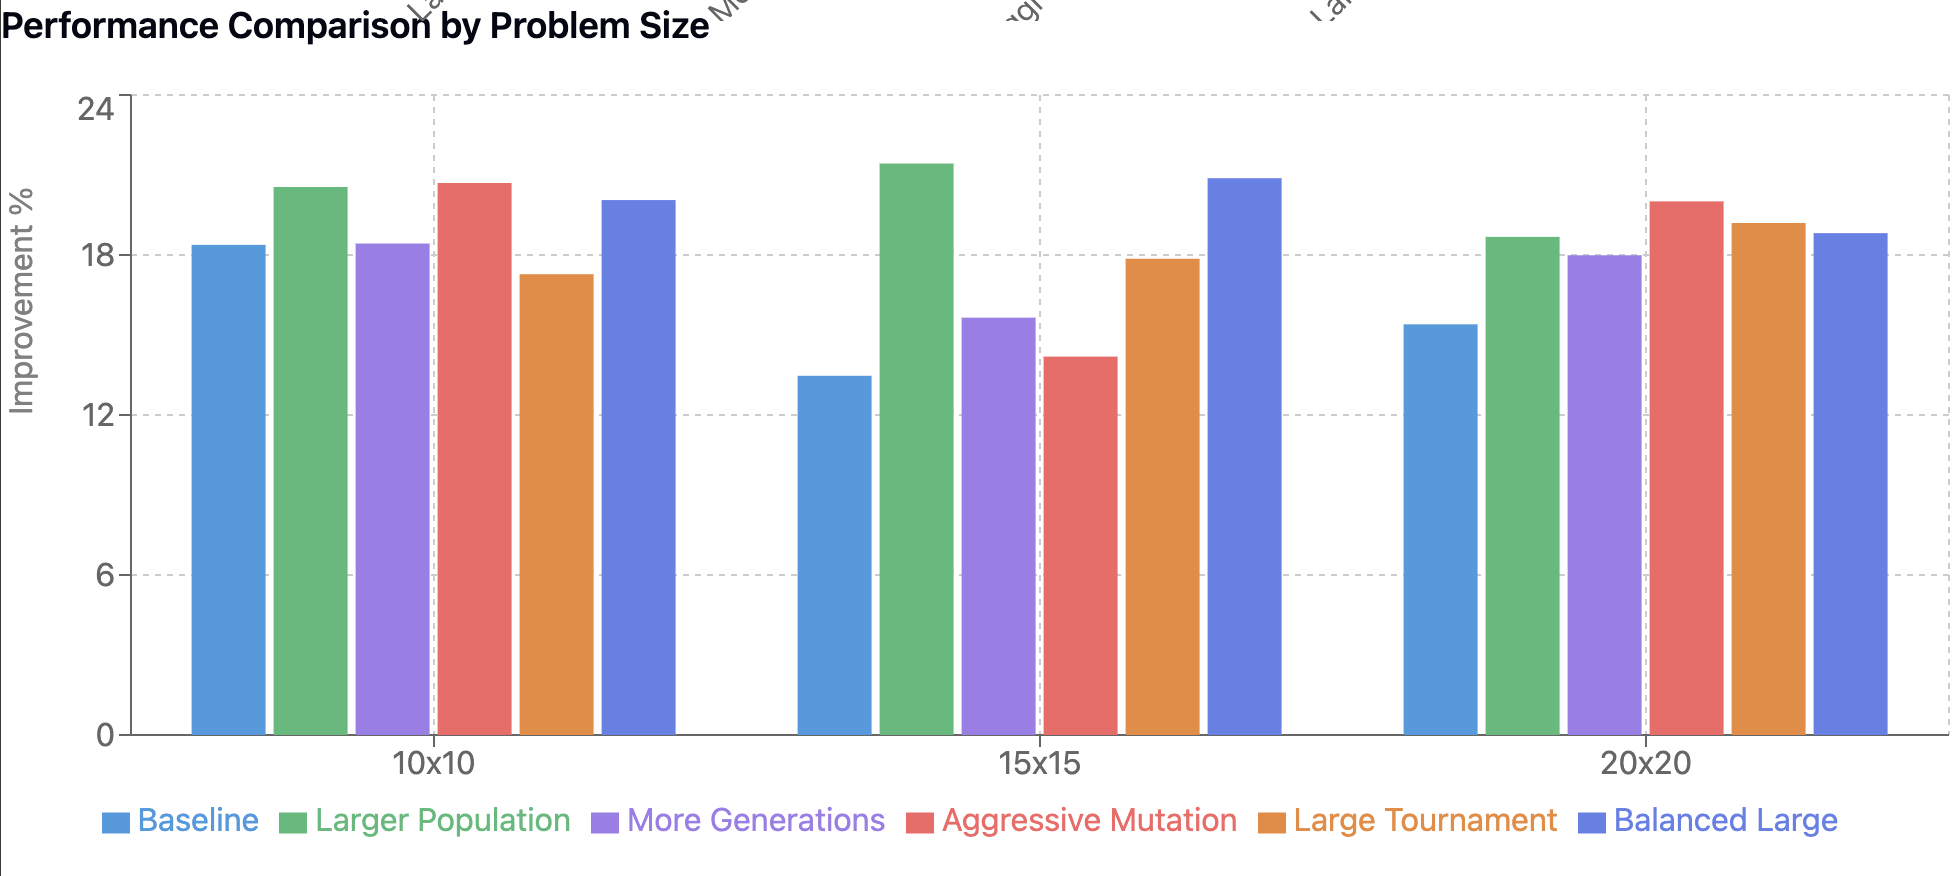 Performance Comparison by Problem Size
24
18
12
6
0
Improvement %
10x10 15x15 20x20
Baseline Larger Population More Generations Aggressive Mutation Large Tournament Balanced Large